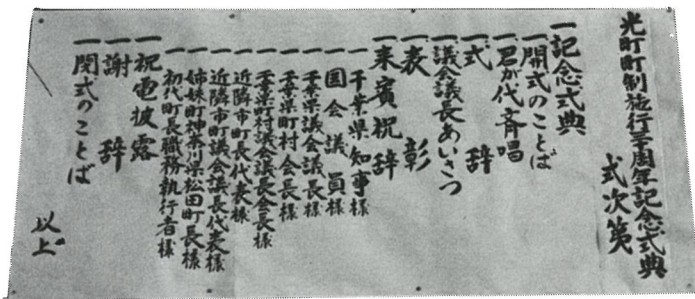 光町町制施行三十周年記念式典
式次第
一記念式典
一開式のことば
一君が代斉唱
一式辞
一議会議長あいさつ
一表彰
一来賓祝辞
一千葉県知事様
一国会議員様
一千葉県議会議長様
一千葉県町村会長様
一千葉県町村議会議長会長様
一近隣市町長代表様
一近隣市町議会議長代表様
一姉妹町神奈川県松田町長様
一初代町長職務執行者様
一祝電披露
一謝辞
一閉式のことば
以上